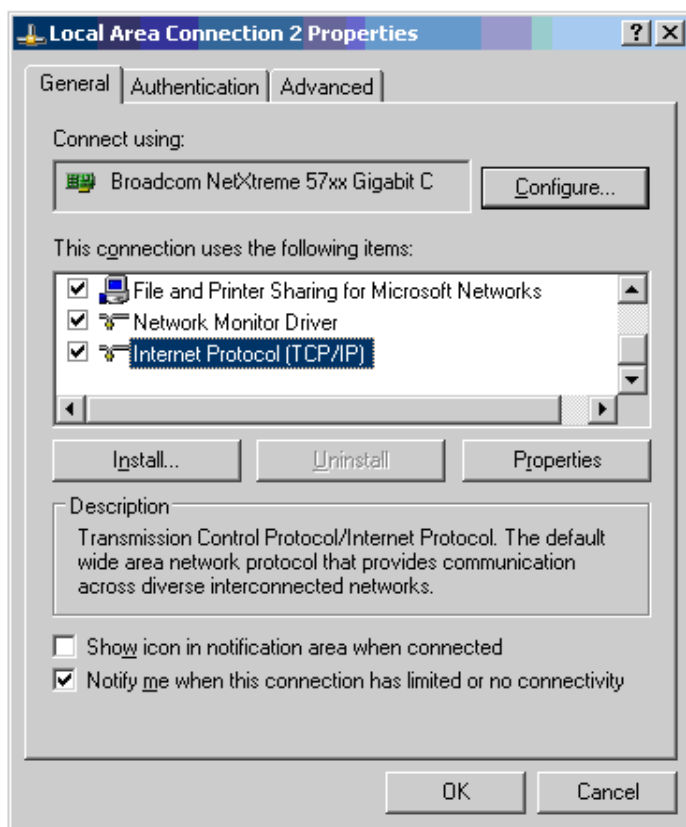 Local Area Connection 2 Properties
General Authentication Advanced
Connect using:
Broadcom NetXtreme 57xx Gigabit C
Configure...
This connection uses the following items:
File and Printer Sharing for Microsoft Networks
Network Monitor Driver
Internet Protocol (TCP/IP)
Install... Uninstall Properties
Description
Transmission Control Protocol/Internet Protocol. The default
wide area network protocol that provides communication
across diverse interconnected networks.
Show icon in notification area when connected
Notify me when this connection has limited or no connectivity
OK Cancel